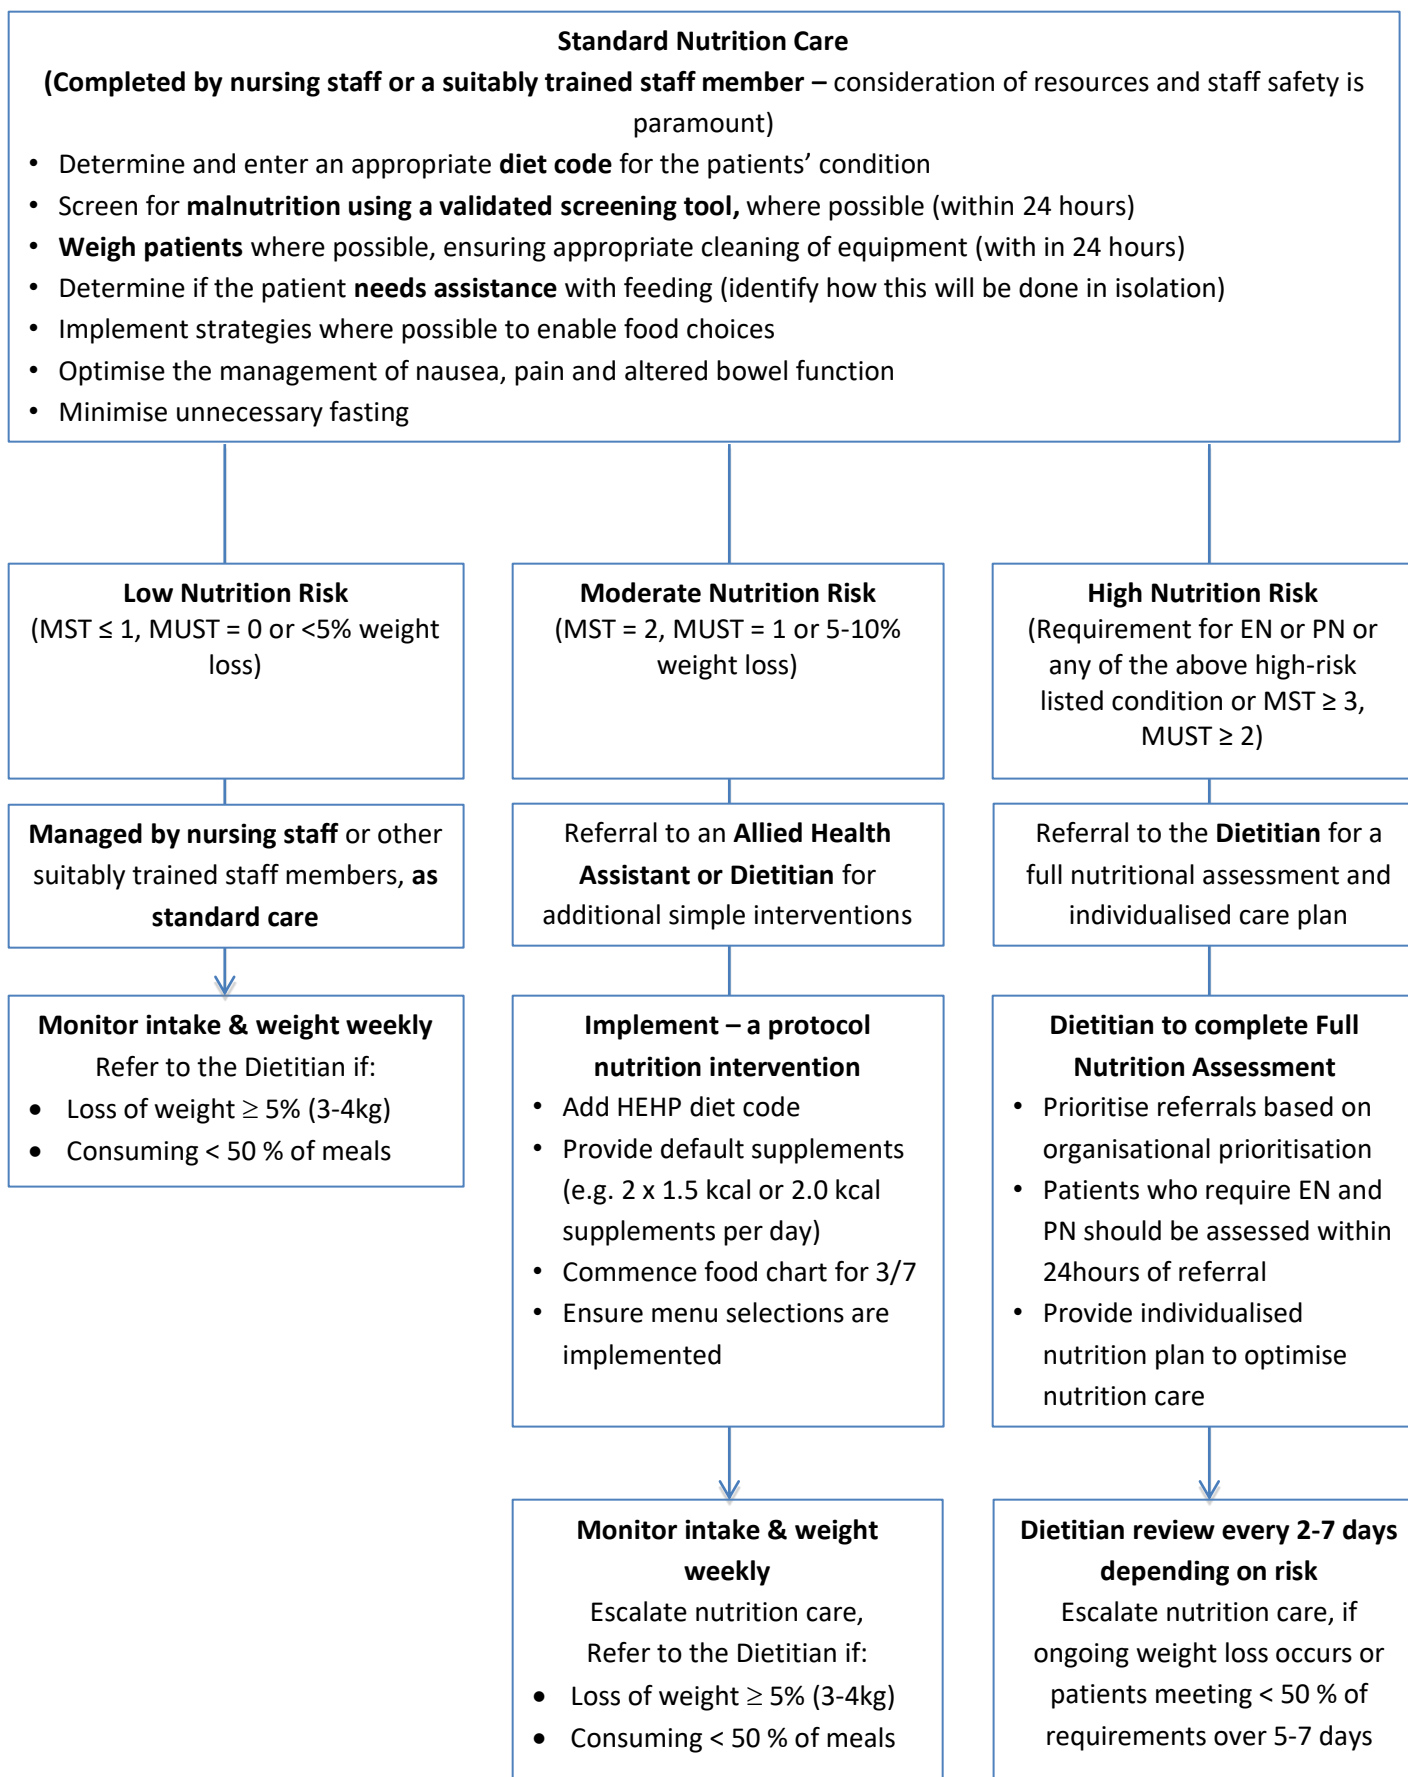 Standard Nutrition Care
(Completed by nursing staff or a suitably trained staff member – consideration of resources and staff safety is
paramount)
• Determine and enter an appropriate diet code for the patients’ condition
• Screen for malnutrition using a validated screening tool, where possible (within 24 hours)
• Weigh patients where possible, ensuring appropriate cleaning of equipment (with in 24 hours)
• Determine if the patient needs assistance with feeding (identify how this will be done in isolation)
• Implement strategies where possible to enable food choices
• Optimise the management of nausea, pain and altered bowel function
• Minimise unnecessary fasting
Low Nutrition Risk
(MST ≤ 1, MUST = 0 or <5% weight
loss)
Managed by nursing staff or other
suitably trained staff members, as
standard care
Monitor intake & weight weekly
Refer to the Dietitian if:
• Loss of weight ≥ 5% (3-4kg)
• Consuming < 50 % of meals
Moderate Nutrition Risk
(MST = 2, MUST = 1 or 5-10%
weight loss)
Referral to an Allied Health
Assistant or Dietitian for
additional simple interventions
Implement – a protocol
nutrition intervention
• Add HEHP diet code
• Provide default supplements
(e.g. 2 x 1.5 kcal or 2.0 kcal
supplements per day)
• Commence food chart for 3/7
• Ensure menu selections are
implemented
Monitor intake & weight
weekly
Escalate nutrition care,
Refer to the Dietitian if:
• Loss of weight ≥ 5% (3-4kg)
• Consuming < 50 % of meals
High Nutrition Risk
(Requirement for EN or PN or
any of the above high-risk
listed condition or MST ≥ 3,
MUST ≥ 2)
Referral to the Dietitian for a
full nutritional assessment and
individualised care plan
Dietitian to complete Full
Nutrition Assessment
• Prioritise referrals based on
organisational prioritisation
• Patients who require EN and
PN should be assessed within
24hours of referral
• Provide individualised
nutrition plan to optimise
nutrition care
Dietitian review every 2-7 days
depending on risk
Escalate nutrition care, if
ongoing weight loss occurs or
patients meeting < 50 % of
requirements over 5-7 days